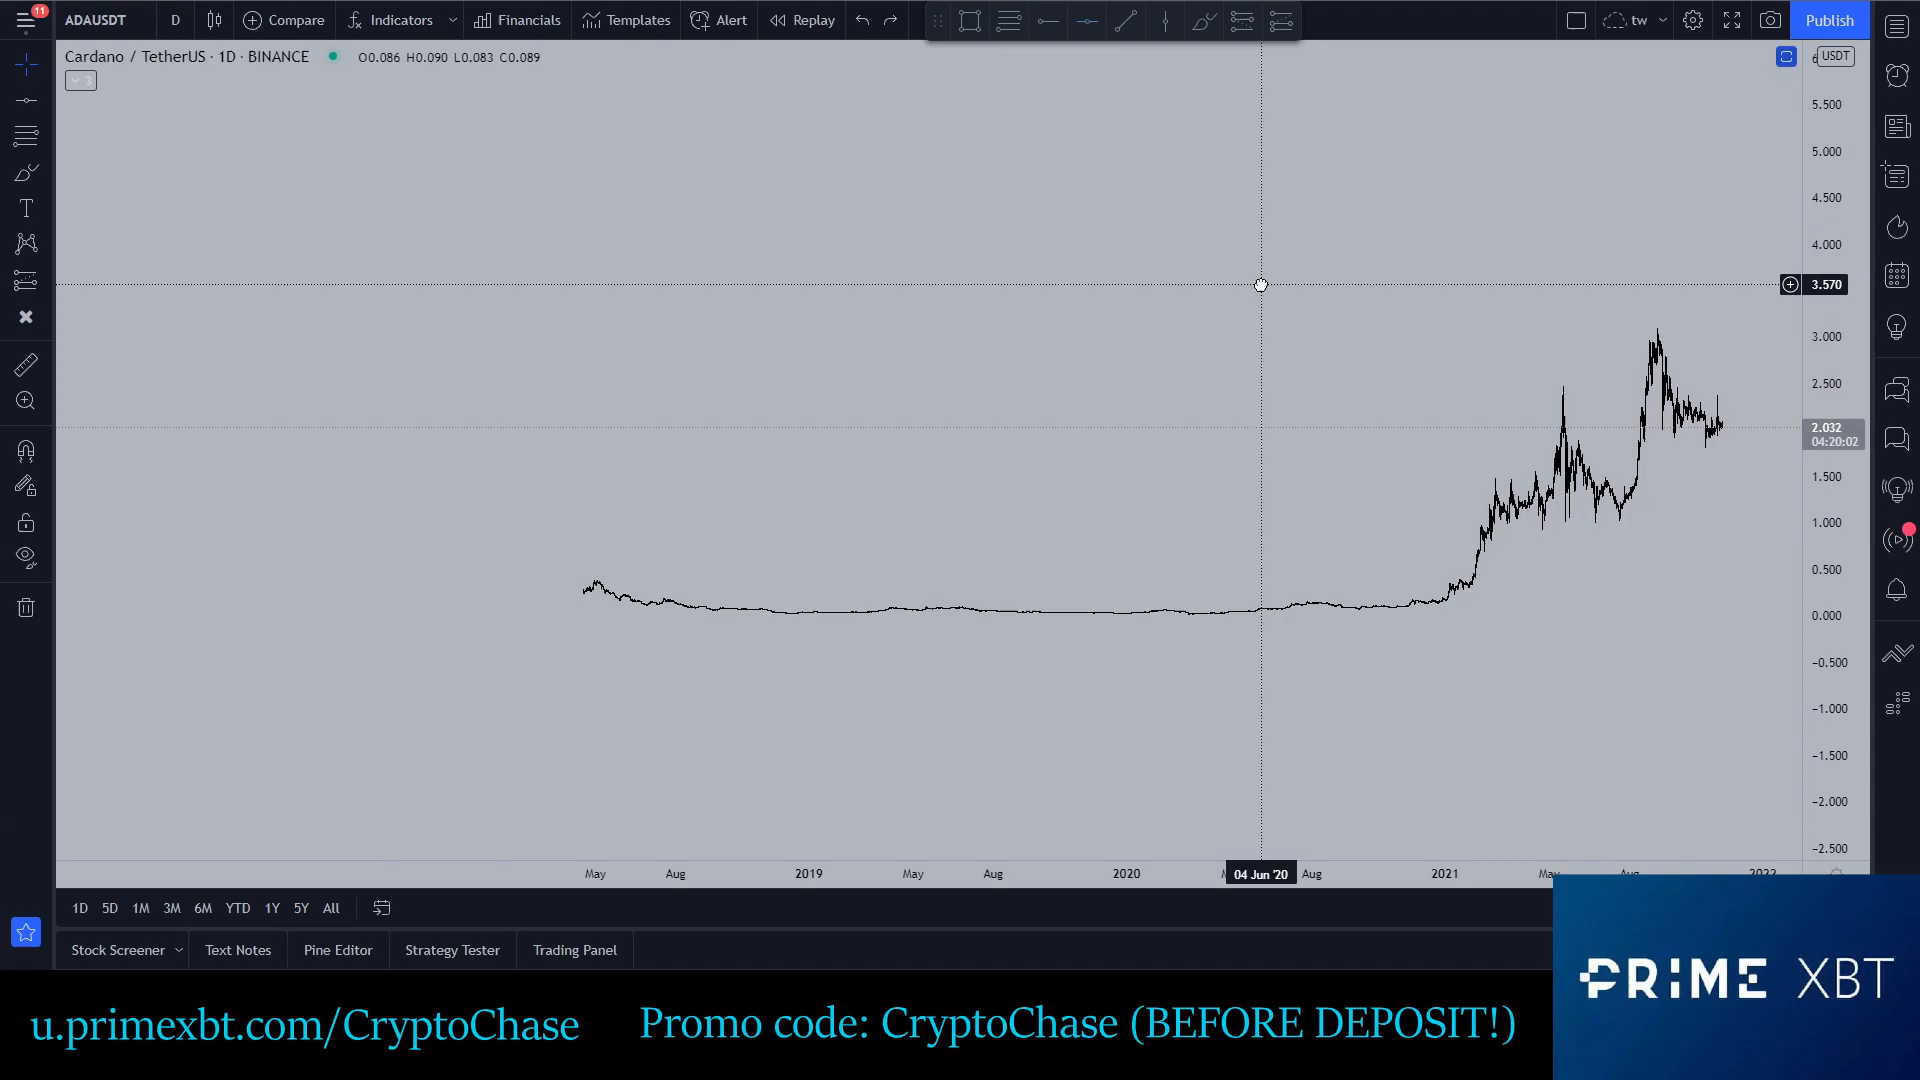 11
ADAUSDT D Compare Indicators Financials Templates Alert Replay tw Publish
Cardano / TetherUS · 1D · BINANCE O0.086 H0.090 L0.083 C0.089
3
USDT
5.500
5.000
4.500
4.000
3.570
3.000
2.500
2.032
04:20:02
1.500
1.000
0.500
0.000
−0.500
−1.000
−1.500
−2.000
−2.500
May Aug 2019 May Aug 2020 04 Jun '20 Aug 2021 May Aug 2022
1D 5D 1M 3M 6M YTD 1Y 5Y All
Stock Screener Text Notes Pine Editor Strategy Tester Trading Panel
u.primexbt.com/CryptoChase Promo code: CryptoChase (BEFORE DEPOSIT!)
PRIME XBT